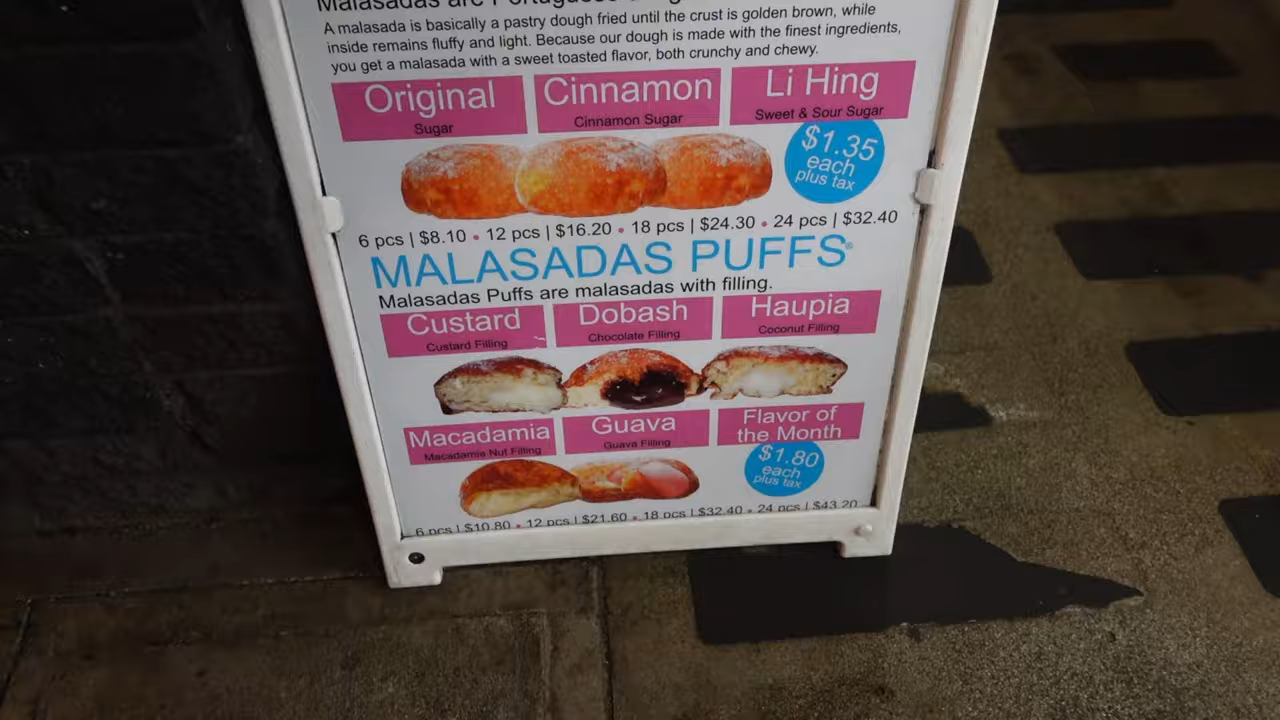 Malasadas are Portuguese
A malasada is basically a pastry dough fried until the crust is golden brown, while
inside remains fluffy and light. Because our dough is made with the finest ingredients,
you get a malasada with a sweet toasted flavor, both crunchy and chewy.
Original
Sugar
Cinnamon
Cinnamon Sugar
Li Hing
Sweet & Sour Sugar
$1.35
each
plus tax
6 pcs | $8.10 • 12 pcs | $16.20 • 18 pcs | $24.30 • 24 pcs | $32.40
MALASADAS PUFFS®
Malasadas Puffs are malasadas with filling.
Custard
Custard Filling
Dobash
Chocolate Filling
Haupia
Coconut Filling
Macadamia
Macadamia Nut Filling
Guava
Guava Filling
Flavor of
the Month
$1.80
each
plus tax
6 pcs | $10.80 • 12 pcs | $21.60 • 18 pcs | $32.40 • 24 pcs | $43.20